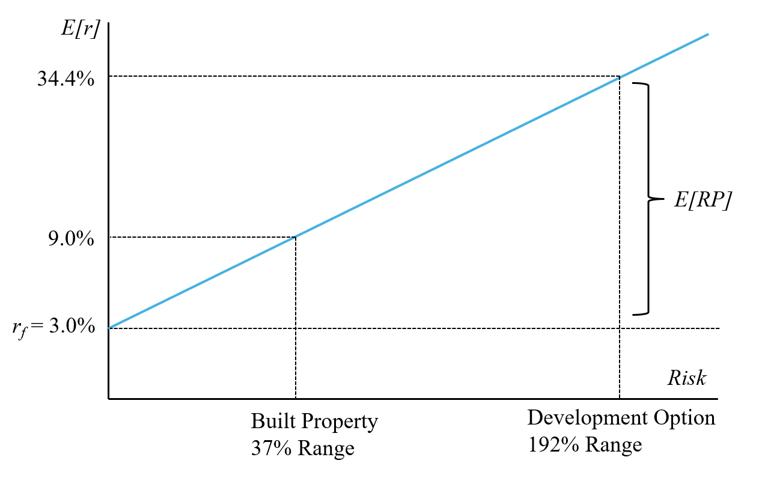 E[r]
34.4%
E[RP]
9.0%
rf = 3.0%
Risk
Built Property
37% Range
Development Option
192% Range